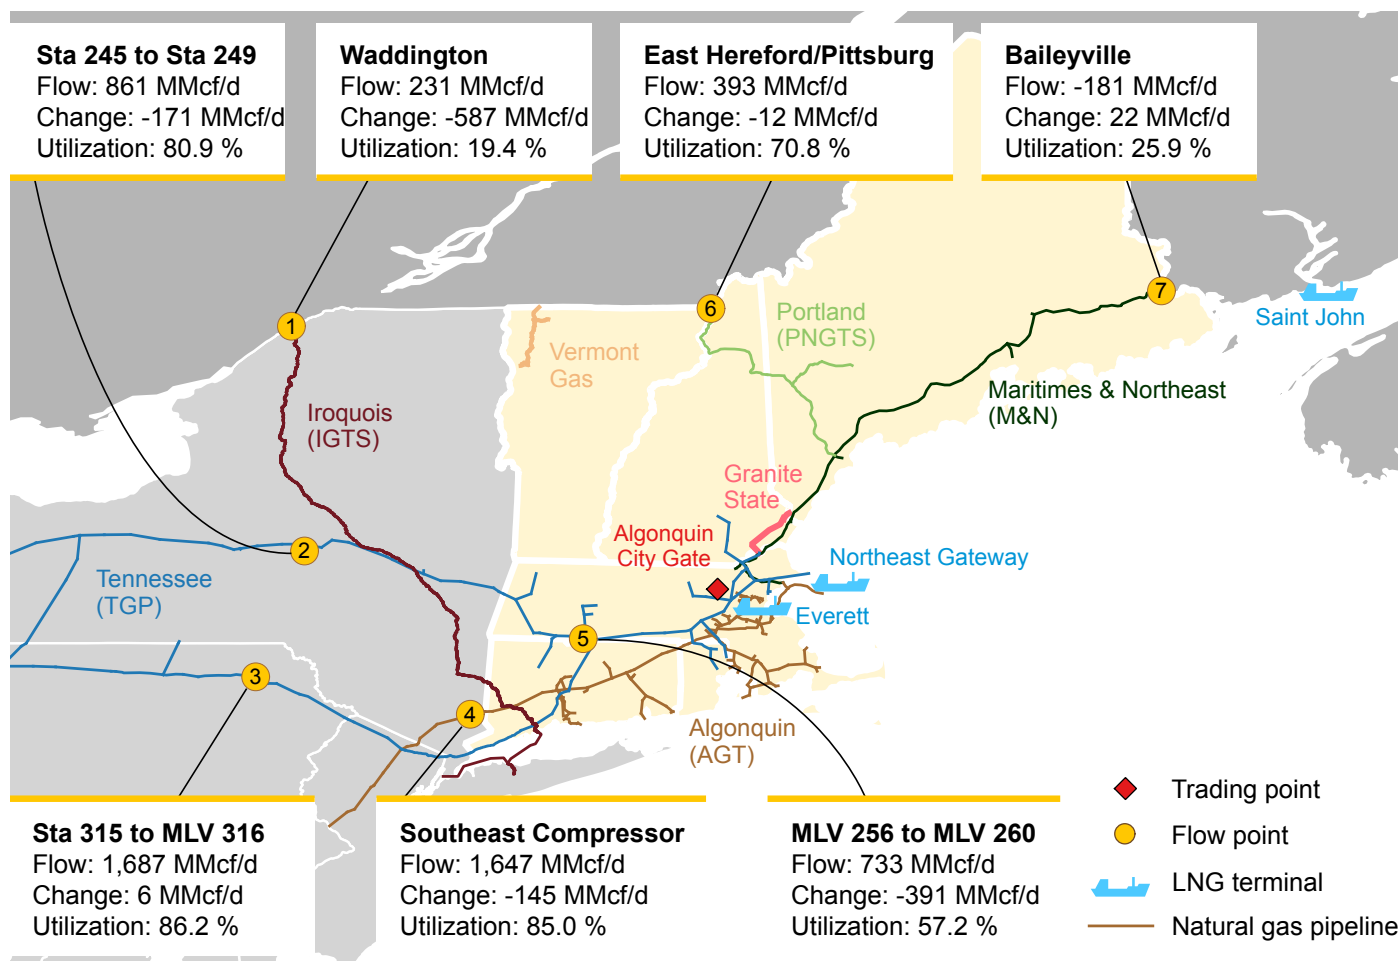 Sta 245 to Sta 249
Flow: 861 MMcf/d
Change: -171 MMcf/d
Utilization: 80.9 %
Waddington
Flow: 231 MMcf/d
Change: -587 MMcf/d
Utilization: 19.4 %
East Hereford/Pittsburg
Flow: 393 MMcf/d
Change: -12 MMcf/d
Utilization: 70.8 %
Baileyville
Flow: -181 MMcf/d
Change: 22 MMcf/d
Utilization: 25.9 %
7
6
1
Saint John
Portland
(PNGTS)
Vermont
Gas
Maritimes & Northeast
(M&N)
Iroquois
(IGTS)
Granite
State
Algonquin
City Gate
2
Northeast Gateway
Tennessee
(TGP)
Everett
5
3
4
Algonquin
(AGT)
Sta 315 to MLV 316
Flow: 1,687 MMcf/d
Change: 6 MMcf/d
Utilization: 86.2 %
Southeast Compressor
Flow: 1,647 MMcf/d
Change: -145 MMcf/d
Utilization: 85.0 %
MLV 256 to MLV 260
Flow: 733 MMcf/d
Change: -391 MMcf/d
Utilization: 57.2 %
Trading point
Flow point
LNG terminal
Natural gas pipeline